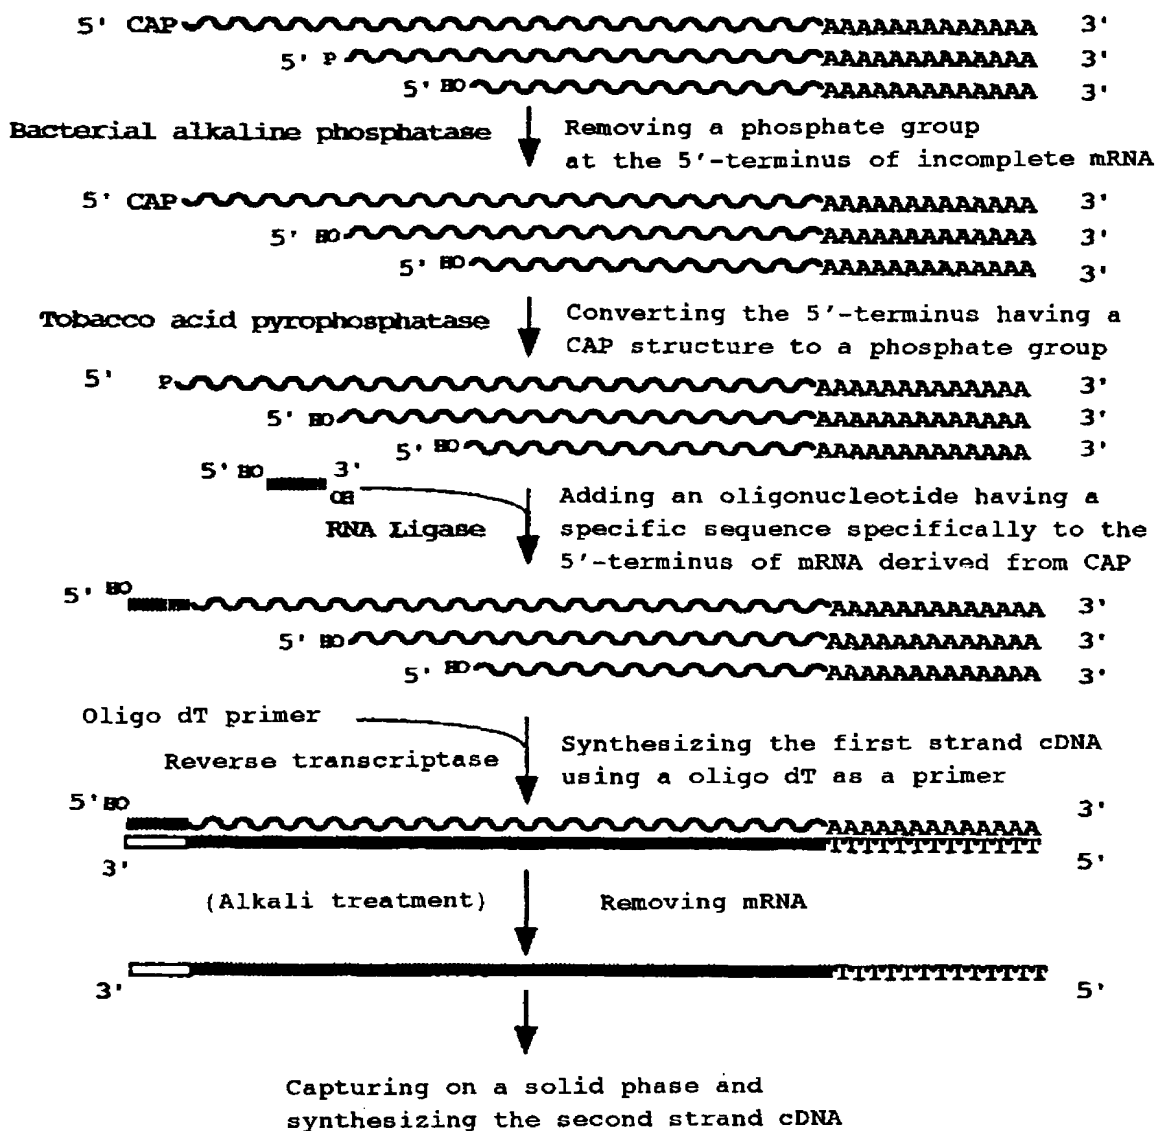 5' CAP AAAAAAAAAAAAA 3'
5' P AAAAAAAAAAAAA 3'
5' HO AAAAAAAAAAAAA 3'
Bacterial alkaline phosphatase
Removing a phosphate group
at the 5'-terminus of incomplete mRNA
5' CAP AAAAAAAAAAAAA 3'
5' HO AAAAAAAAAAAAA 3'
5' HO AAAAAAAAAAAAA 3'
Tobacco acid pyrophosphatase
Converting the 5'-terminus having a
CAP structure to a phosphate group
5' P AAAAAAAAAAAAA 3'
5' HO AAAAAAAAAAAAA 3'
5' HO AAAAAAAAAAAAA 3'
5' HO 3'
OH
RNA Ligase
Adding an oligonucleotide having a
specific sequence specifically to the
5'-terminus of mRNA derived from CAP
5' HO AAAAAAAAAAAAA 3'
5' HO AAAAAAAAAAAAA 3'
5' HO AAAAAAAAAAAAA 3'
Oligo dT primer
Reverse transcriptase
Synthesizing the first strand cDNA
using a oligo dT as a primer
5' HO AAAAAAAAAAAAA 3'
3' TTTTTTTTTTTTT 5'
(Alkali treatment)
Removing mRNA
3' TTTTTTTTTTTTT 5'
Capturing on a solid phase and
synthesizing the second strand cDNA